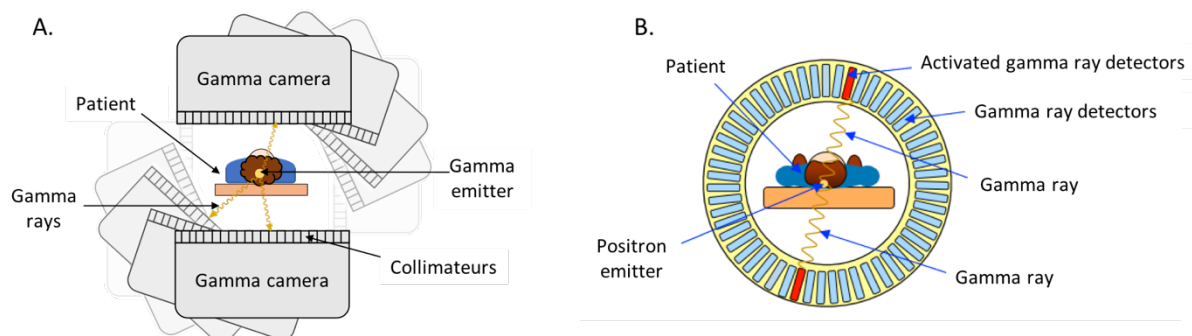 A.
Gamma camera
Patient
Gamma
emitter
Gamma
rays
Collimateurs
Gamma camera
B.
Activated gamma ray detectors
Patient
Gamma ray detectors
Gamma ray
Positron
emitter
Gamma ray